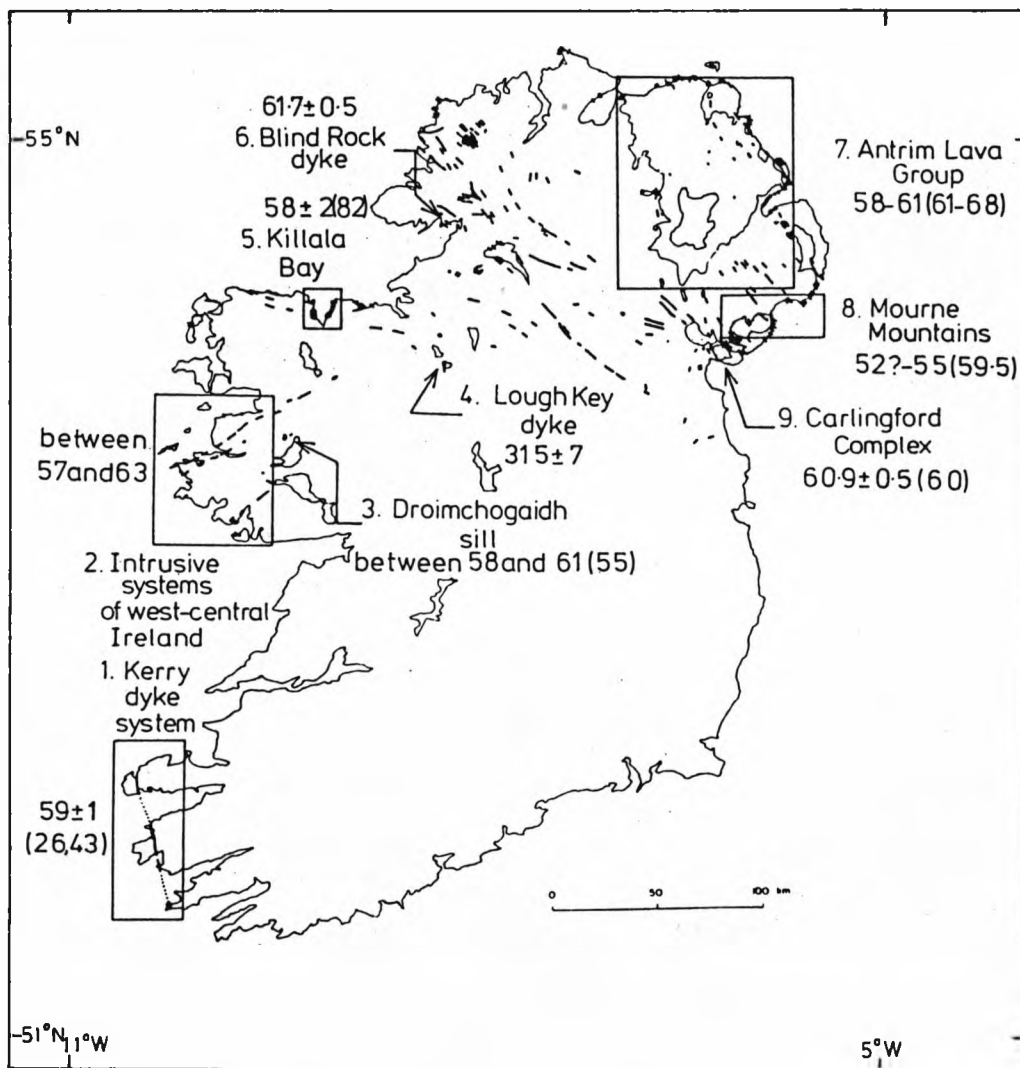 55°N
61·7±0·5
6. Blind Rock
dyke
58±2(82)
5. Killala
Bay
7. Antrim Lava
Group
58-61(61-68)
8. Mourne
Mountains
52?-55(59·5)
4. Lough Key
dyke
315±7
9. Carlingford
Complex
60·9±0·5(60)
between
57and63
3. Droimchogaidh
sill
between 58and 61(55)
2. Intrusive
systems
of west-central
Ireland
1. Kerry
dyke
system
59±1
(26,43)
0 50 100 km
51°N
11°W
5°W